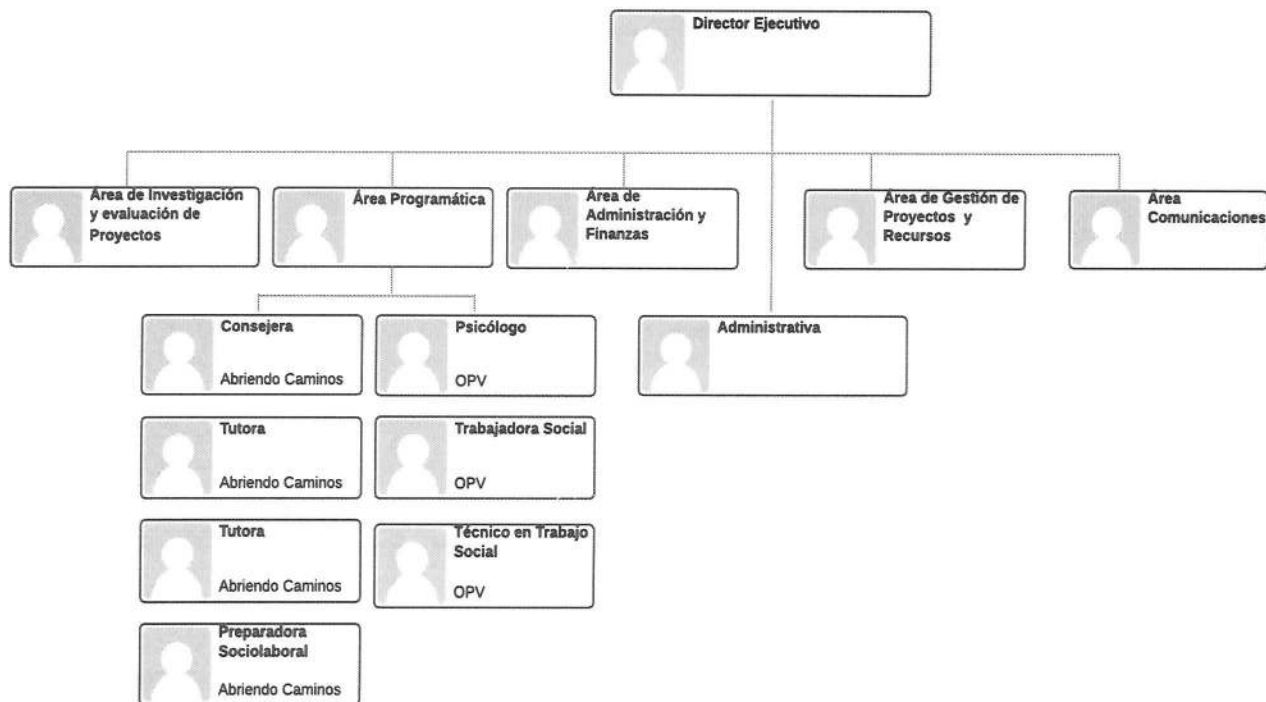 Director Ejecutivo
Área de Investigación
y evaluación de
Proyectos
Área Programática
Área de
Administración y
Finanzas
Área de Gestión de
Proyectos y
Recursos
Área
Comunicaciones
Consejera
Abriendo Caminos
Psicólogo
OPV
Administrativa
Tutora
Abriendo Caminos
Trabajadora Social
OPV
Tutora
Abriendo Caminos
Técnico en Trabajo
Social
OPV
Preparadora
Sociolaboral
Abriendo Caminos